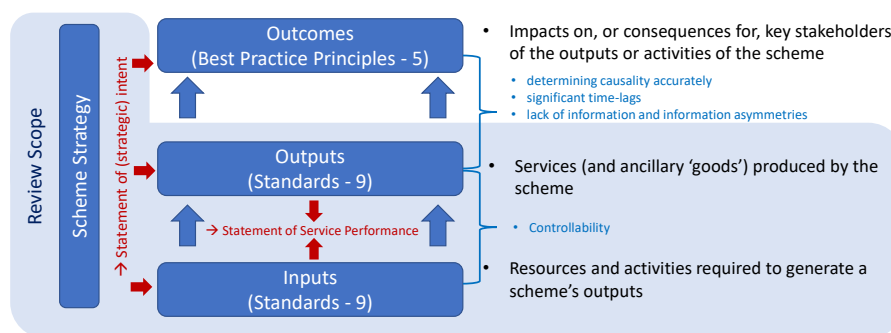 Review Scope
Scheme Strategy
→ Statement of (strategic) intent
Outcomes
(Best Practice Principles - 5)
• Impacts on, or consequences for, key stakeholders
of the outputs or activities of the scheme
• determining causality accurately
• significant time-lags
• lack of information and information asymmetries
Outputs
(Standards - 9)
• Services (and ancillary ‘goods’) produced by the
scheme
→ Statement of Service Performance
• Controllability
Inputs
(Standards - 9)
• Resources and activities required to generate a
scheme’s outputs